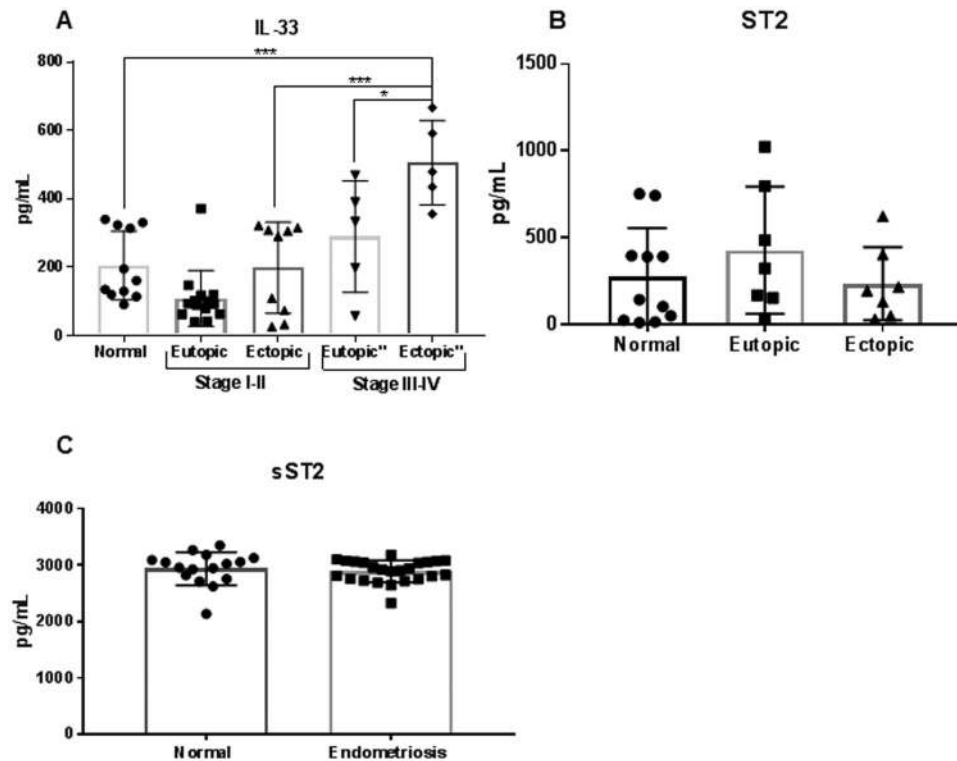 A
IL-33
***
***
*
800
600
400
200
0
pg/mL
Normal Eutopic Ectopic Eutopic" Ectopic"
Stage I-II Stage III-IV
B
ST2
1500
1000
500
0
pg/mL
Normal Eutopic Ectopic
C
sST2
4000
3000
2000
1000
0
pg/mL
Normal Endometriosis